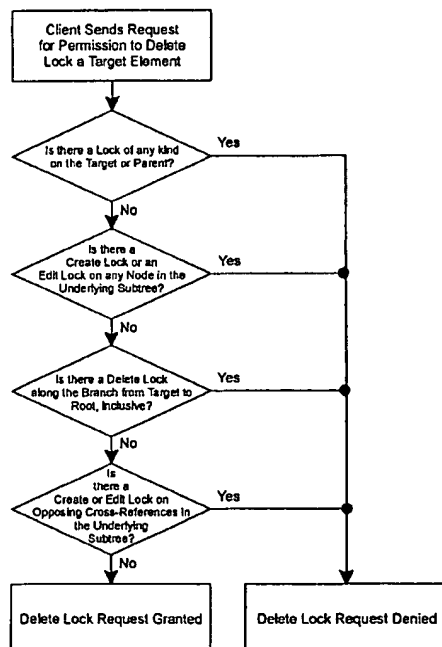 Client Sends Request
for Permission to Delete
Lock a Target Element
Is there a Lock of any kind
on the Target or Parent?
Yes
No
Is there a
Create Lock or an
Edit Lock on any Node in the
Underlying Subtree?
Yes
No
Is there a Delete Lock
along the Branch from Target to
Root, Inclusive?
Yes
No
Is
there a
Create or Edit Lock on
Opposing Cross-References in
the Underlying
Subtree?
Yes
No
Delete Lock Request Granted
Delete Lock Request Denied